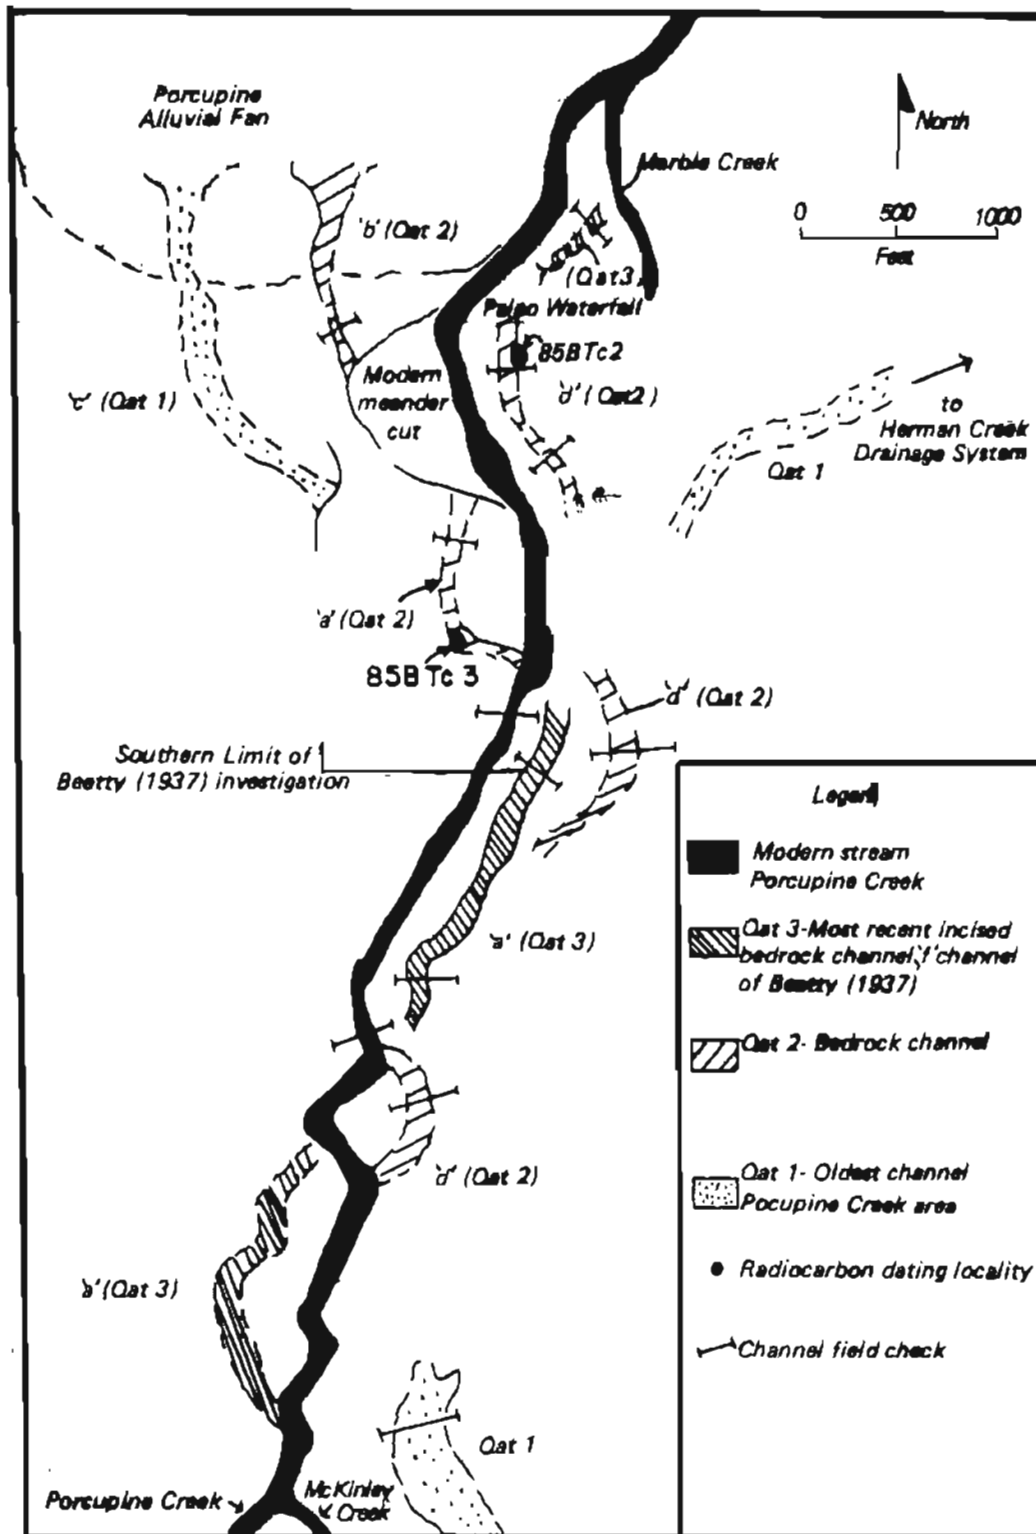 Porcupine
Alluvial Fan
North
Marble Creek
0 500 1000
Feet
'b' (Qat 2)
'f'
(Qat3)
Paleo Waterfall
85BTc2
'c' (Qat 1)
Modern
meander
cut
'd' (Qat2)
to
Herman Creek
Drainage System
Qat 1
'a' (Qat 2)
85B Tc 3
'd' (Qat 2)
Southern Limit of
Beatty (1937) investigation
Legend
Modern stream
Porcupine Creek
'a' (Qat 3)
Qat 3-Most recent incised
bedrock channel, 'f' channel
of Beatty (1937)
Qat 2- Bedrock channel
'd' (Qat 2)
Qat 1- Oldest channel
Pocupine Creek area
'a' (Qat 3)
Radiocarbon dating locality
Channel field check
Qat 1
Porcupine Creek
McKinley
Creek